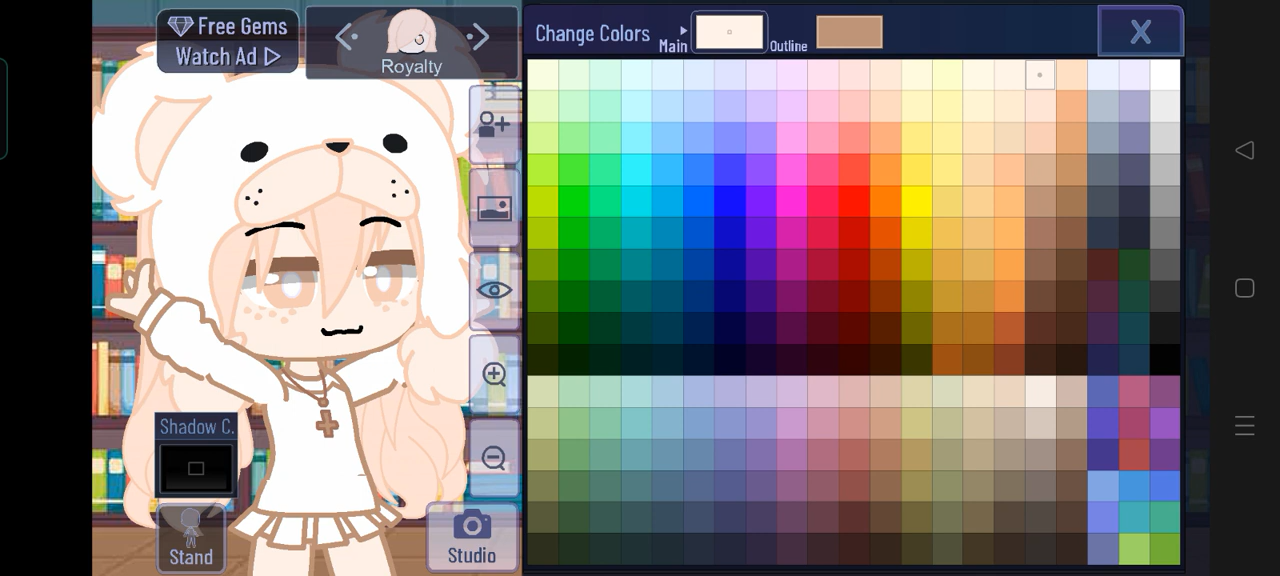 Free Gems
Watch Ad
Royalty
Change Colors
Main
Outline
X
Shadow C.
Stand
Studio